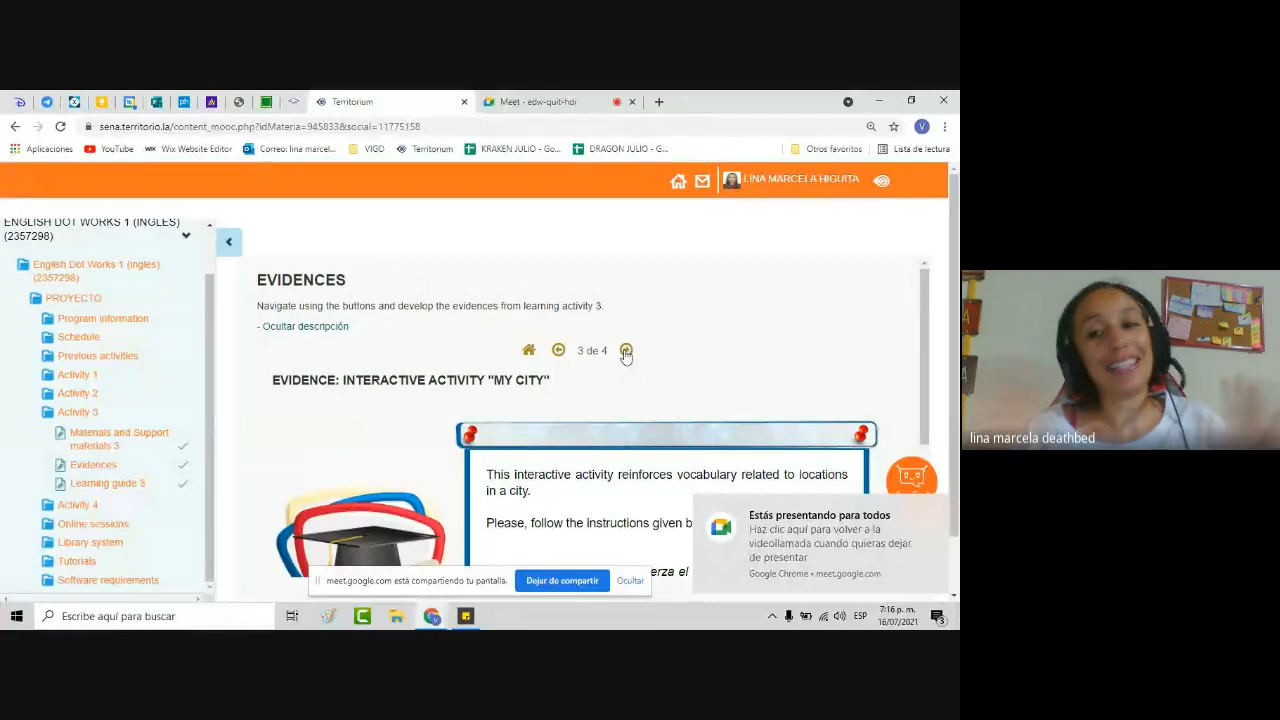 Territorium
Meet - edw-quit-hdi
sena.territorio.la/content_mooc.php?idMateria=945833&social=11775158
Aplicaciones
YouTube
Wix Website Editor
Correo: lina marcel...
VIGO
Territorium
KRAKEN JULIO - Go...
DRAGON JULIO - G...
Otros favoritos
Lista de lectura
LINA MARCELA HIGUITA
ENGLISH DOT WORKS 1 (INGLES)
(2357298)
English Dot Works 1 (Ingles)
(2357298)
PROYECTO
Program information
Schedule
Previous activities
Activity 1
Activity 2
Activity 3
Materials and Support
materials 3
Evidences
Learning guide 3
Activity 4
Online sessions
Library system
Tutorials
Software requirements
EVIDENCES
Navigate using the buttons and develop the evidences from learning activity 3.
- Ocultar descripción
3 de 4
EVIDENCE: INTERACTIVE ACTIVITY "MY CITY"
This interactive activity reinforces vocabulary related to locations
in a city.
Please, follow the instructions given b
erza el
Estás presentando para todos
Haz clic aquí para volver a la
videollamada cuando quieras dejar
de presentar
Google Chrome • meet.google.com
meet.google.com está compartiendo tu pantalla.
Dejar de compartir
Ocultar
Escribe aquí para buscar
ESP
7:16 p. m.
16/07/2021
3
lina marcela deathbed